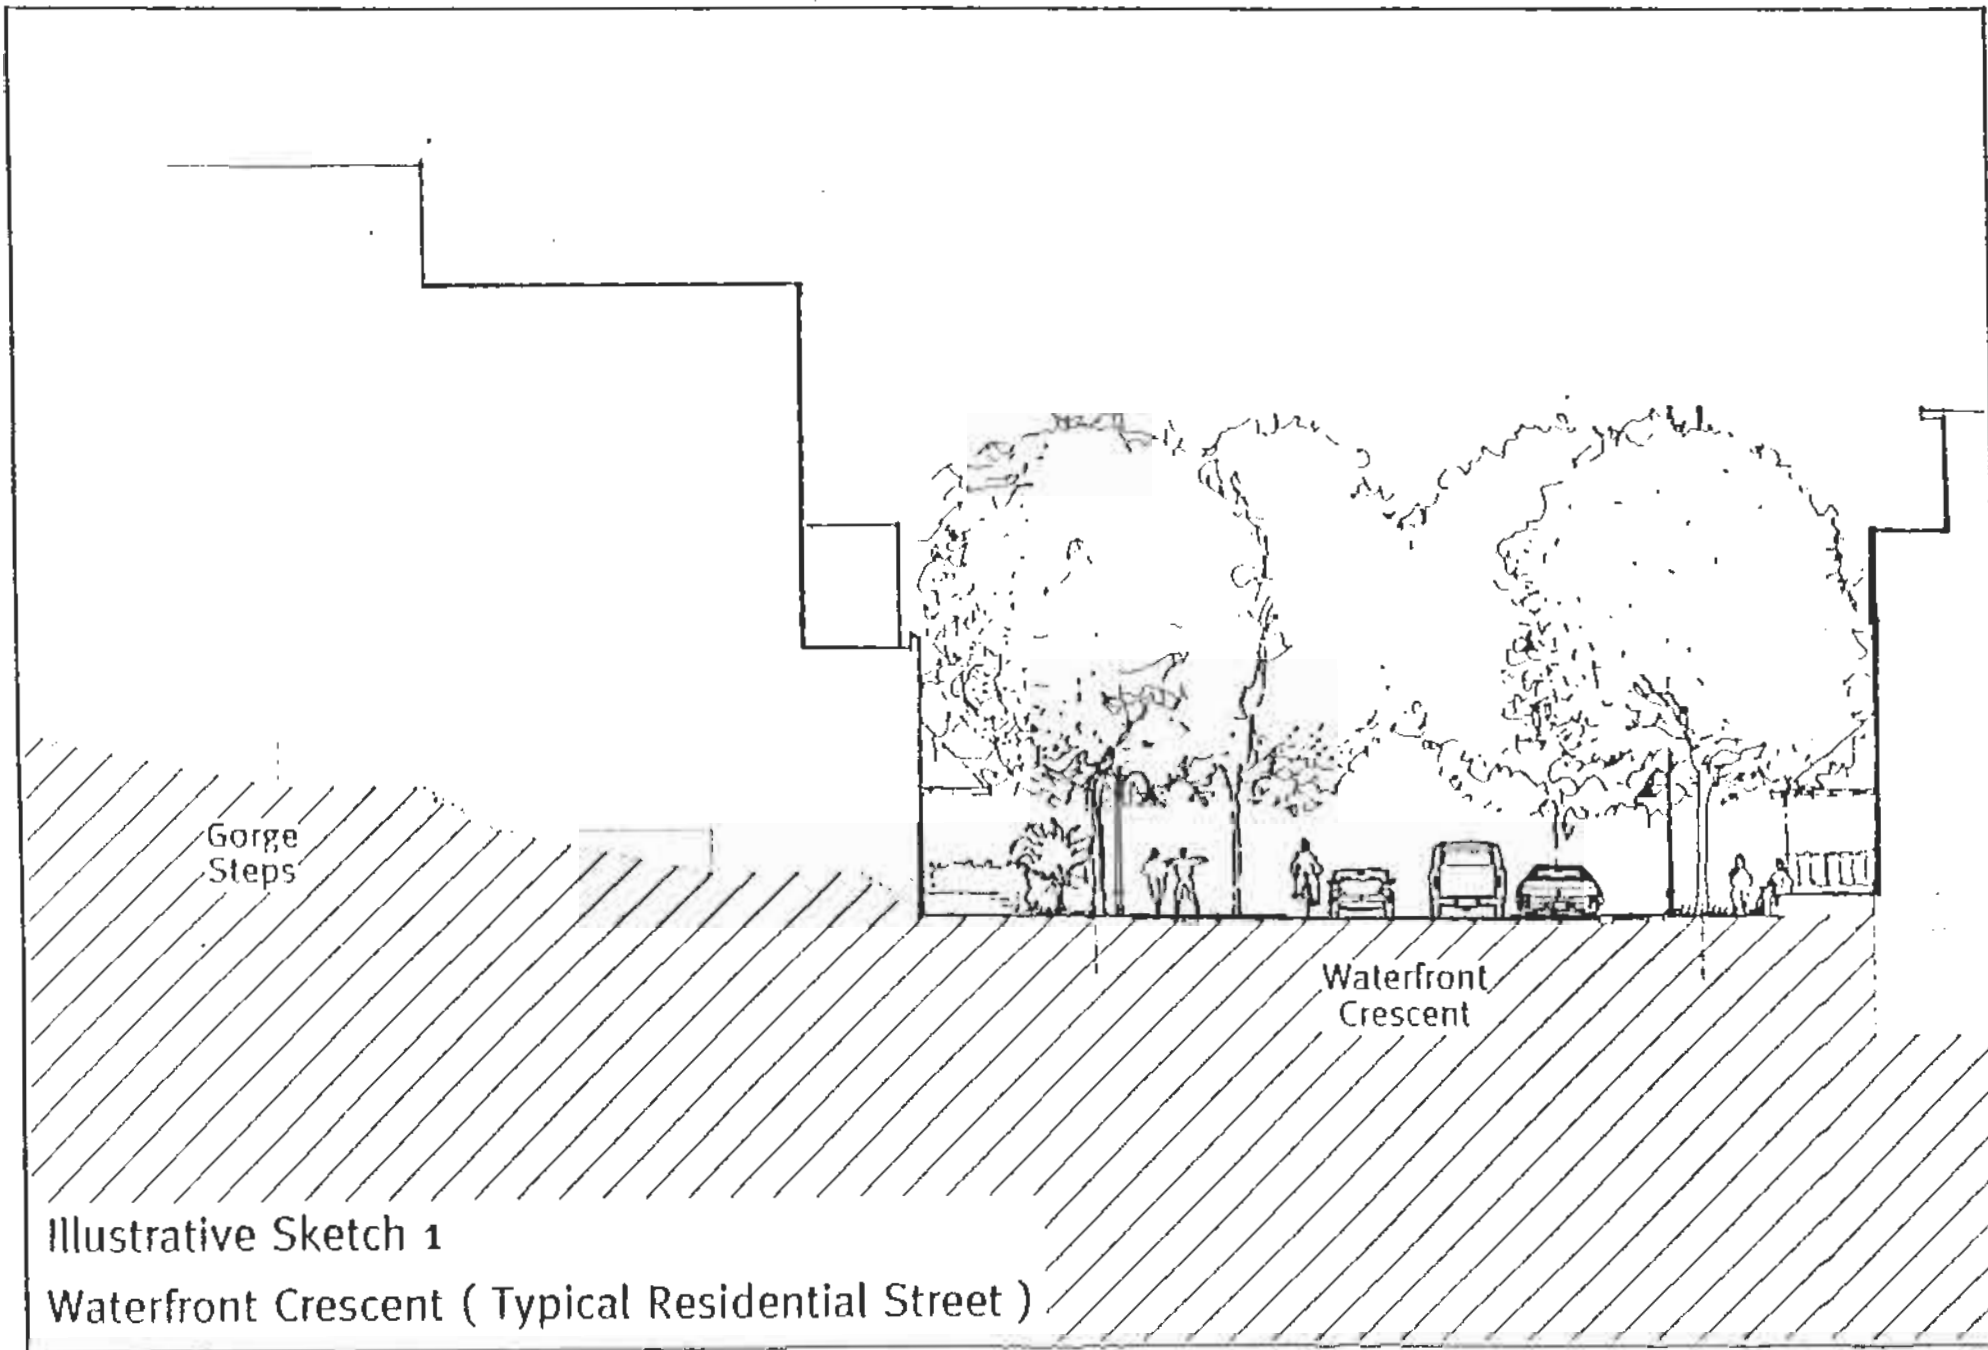 Gorge
Steps
Waterfront
Crescent
Illustrative Sketch 1
Waterfront Crescent ( Typical Residential Street )